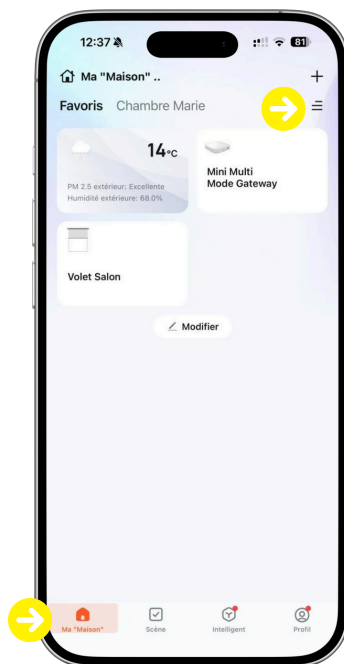 12:37
81
Ma "Maison" ..
Favoris Chambre Marie
14°C
PM 2.5 extérieur: Excellente
Humidité extérieure: 68.0%
Mini Multi
Mode Gateway
Volet Salon
Modifier
Ma "Maison" Scène Intelligent Profil